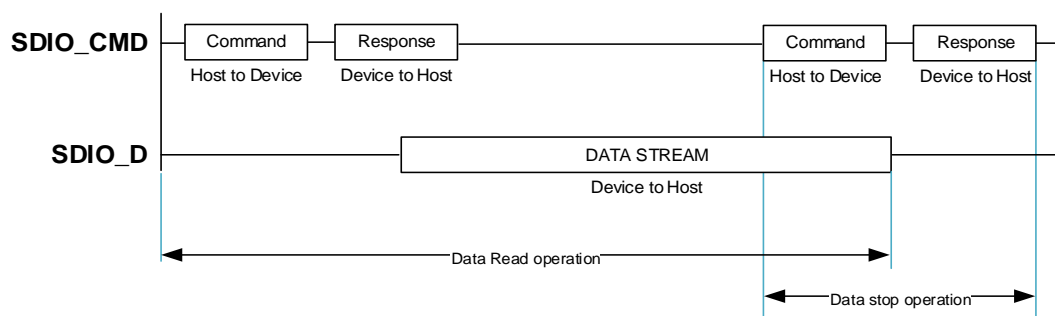 SDIO_CMD Command Response Command Response
Host to Device Device to Host Host to Device Device to Host
SDIO_D DATA STREAM
Device to Host
Data Read operation
Data stop operation